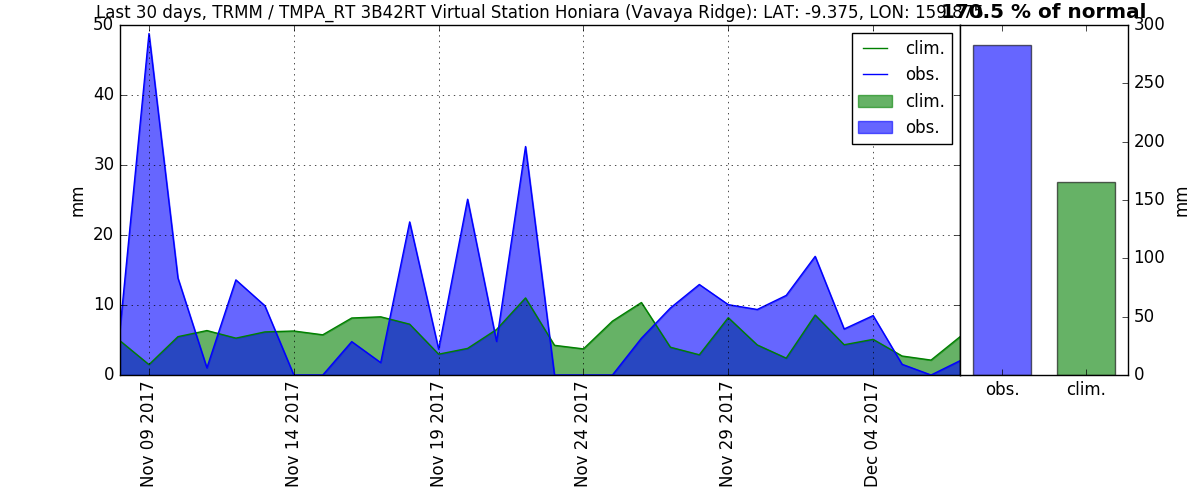 Last 30 days, TRMM / TMPA_RT 3B42RT Virtual Station Honiara (Vavaya Ridge): LAT: -9.375, LON:
170.5 % of normal
50
40
30
20
10
0
mm
clim.
obs.
clim.
obs.
Nov 09 2017
Nov 14 2017
Nov 19 2017
Nov 24 2017
Nov 29 2017
Dec 04 2017
300
250
200
150
100
50
0
mm
obs.
clim.